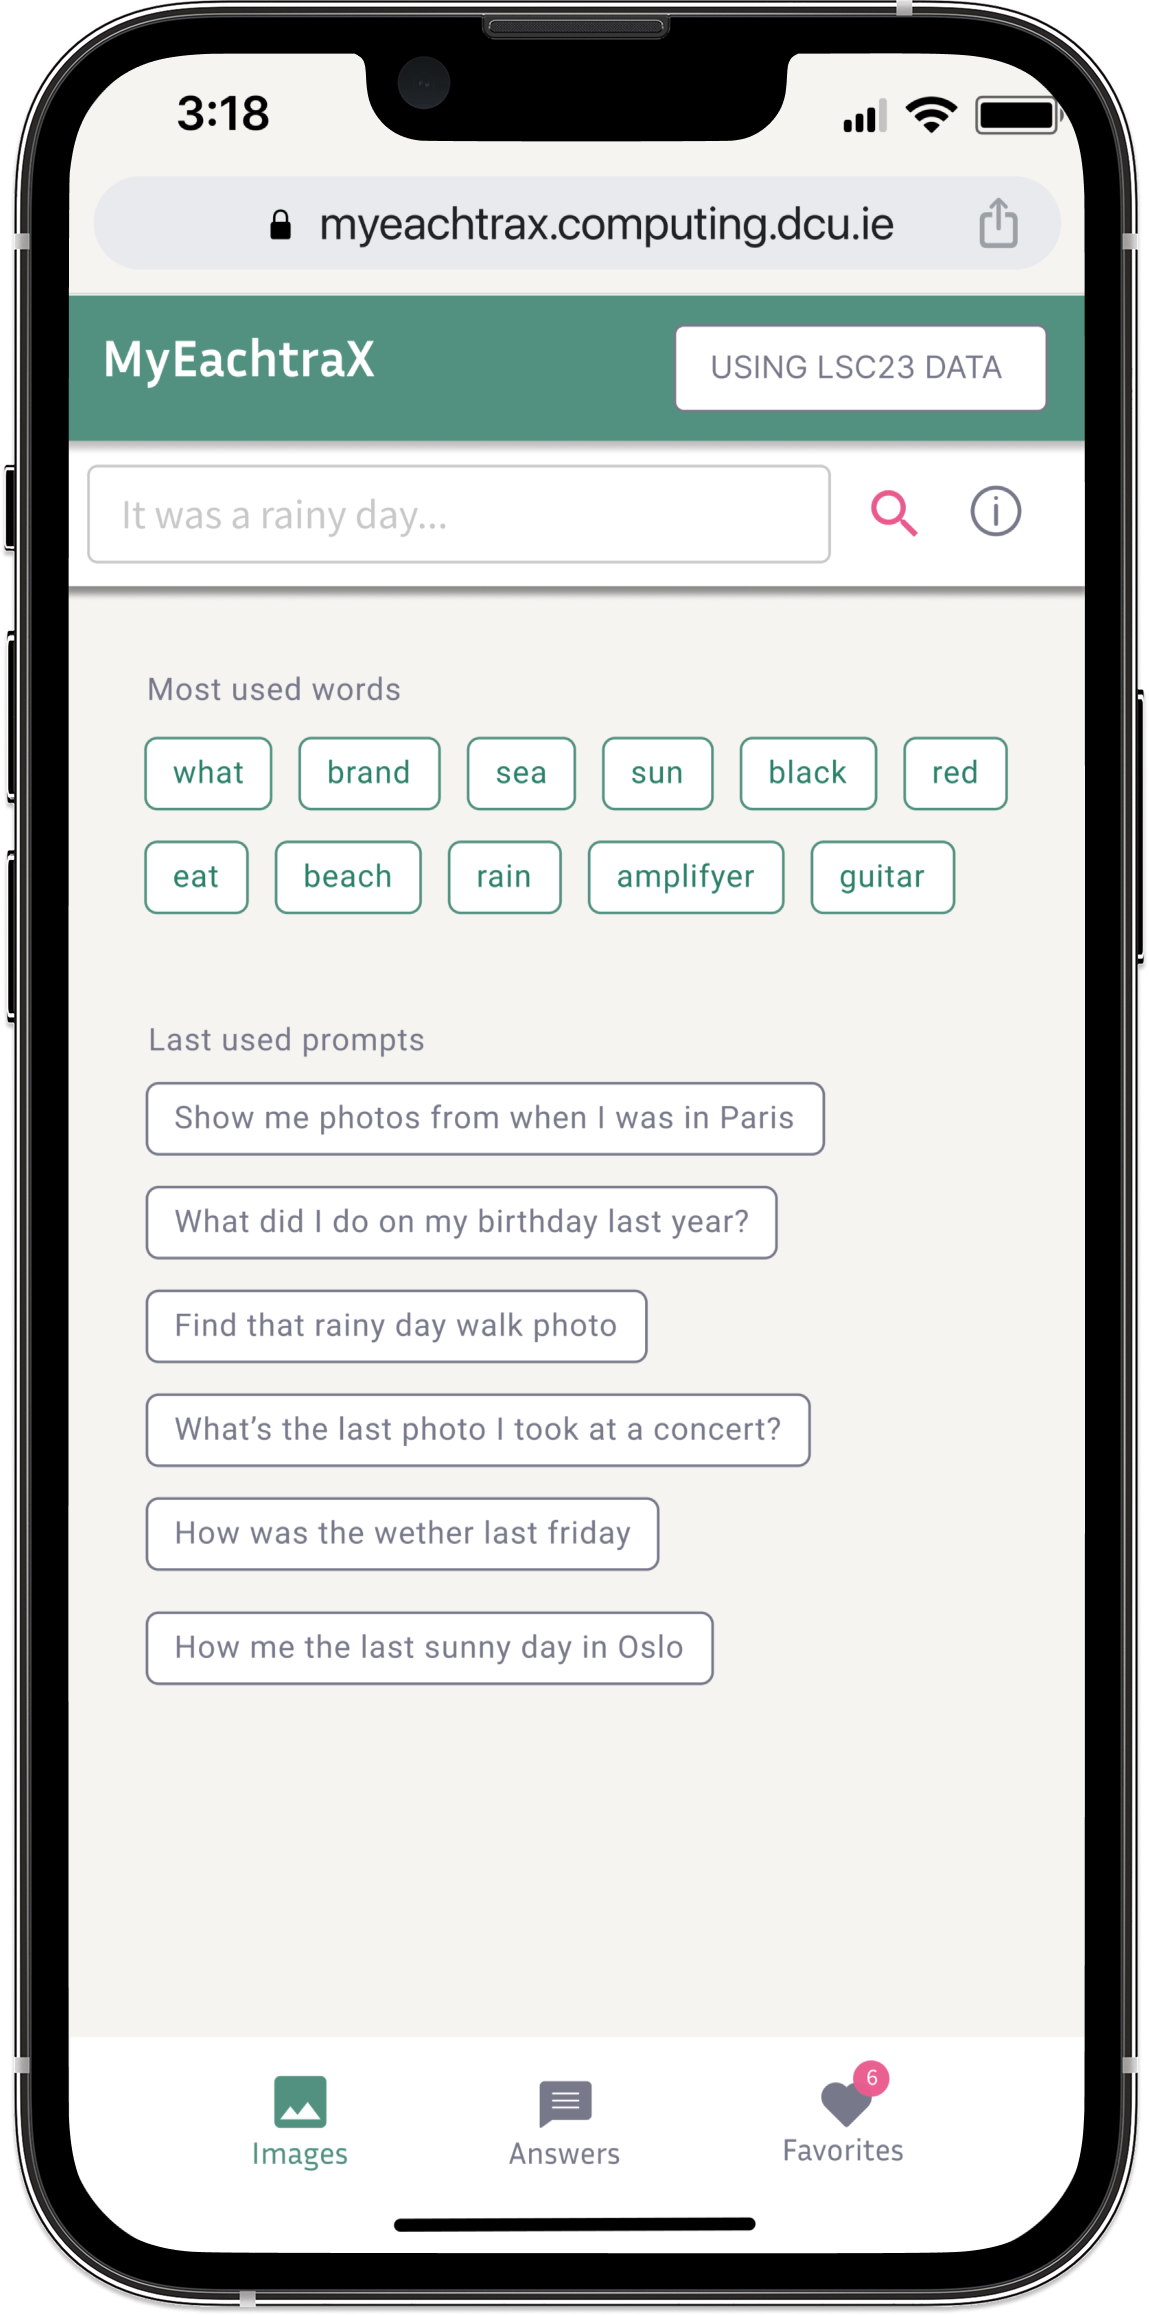 3:18
myeachtrax.computing.dcu.ie
MyEachtraX
USING LSC23 DATA
It was a rainy day...
Most used words
what brand sea sun black red
eat beach rain amplifyer guitar
Last used prompts
Show me photos from when I was in Paris
What did I do on my birthday last year?
Find that rainy day walk photo
What’s the last photo I took at a concert?
How was the wether last friday
How me the last sunny day in Oslo
6
Images Answers Favorites